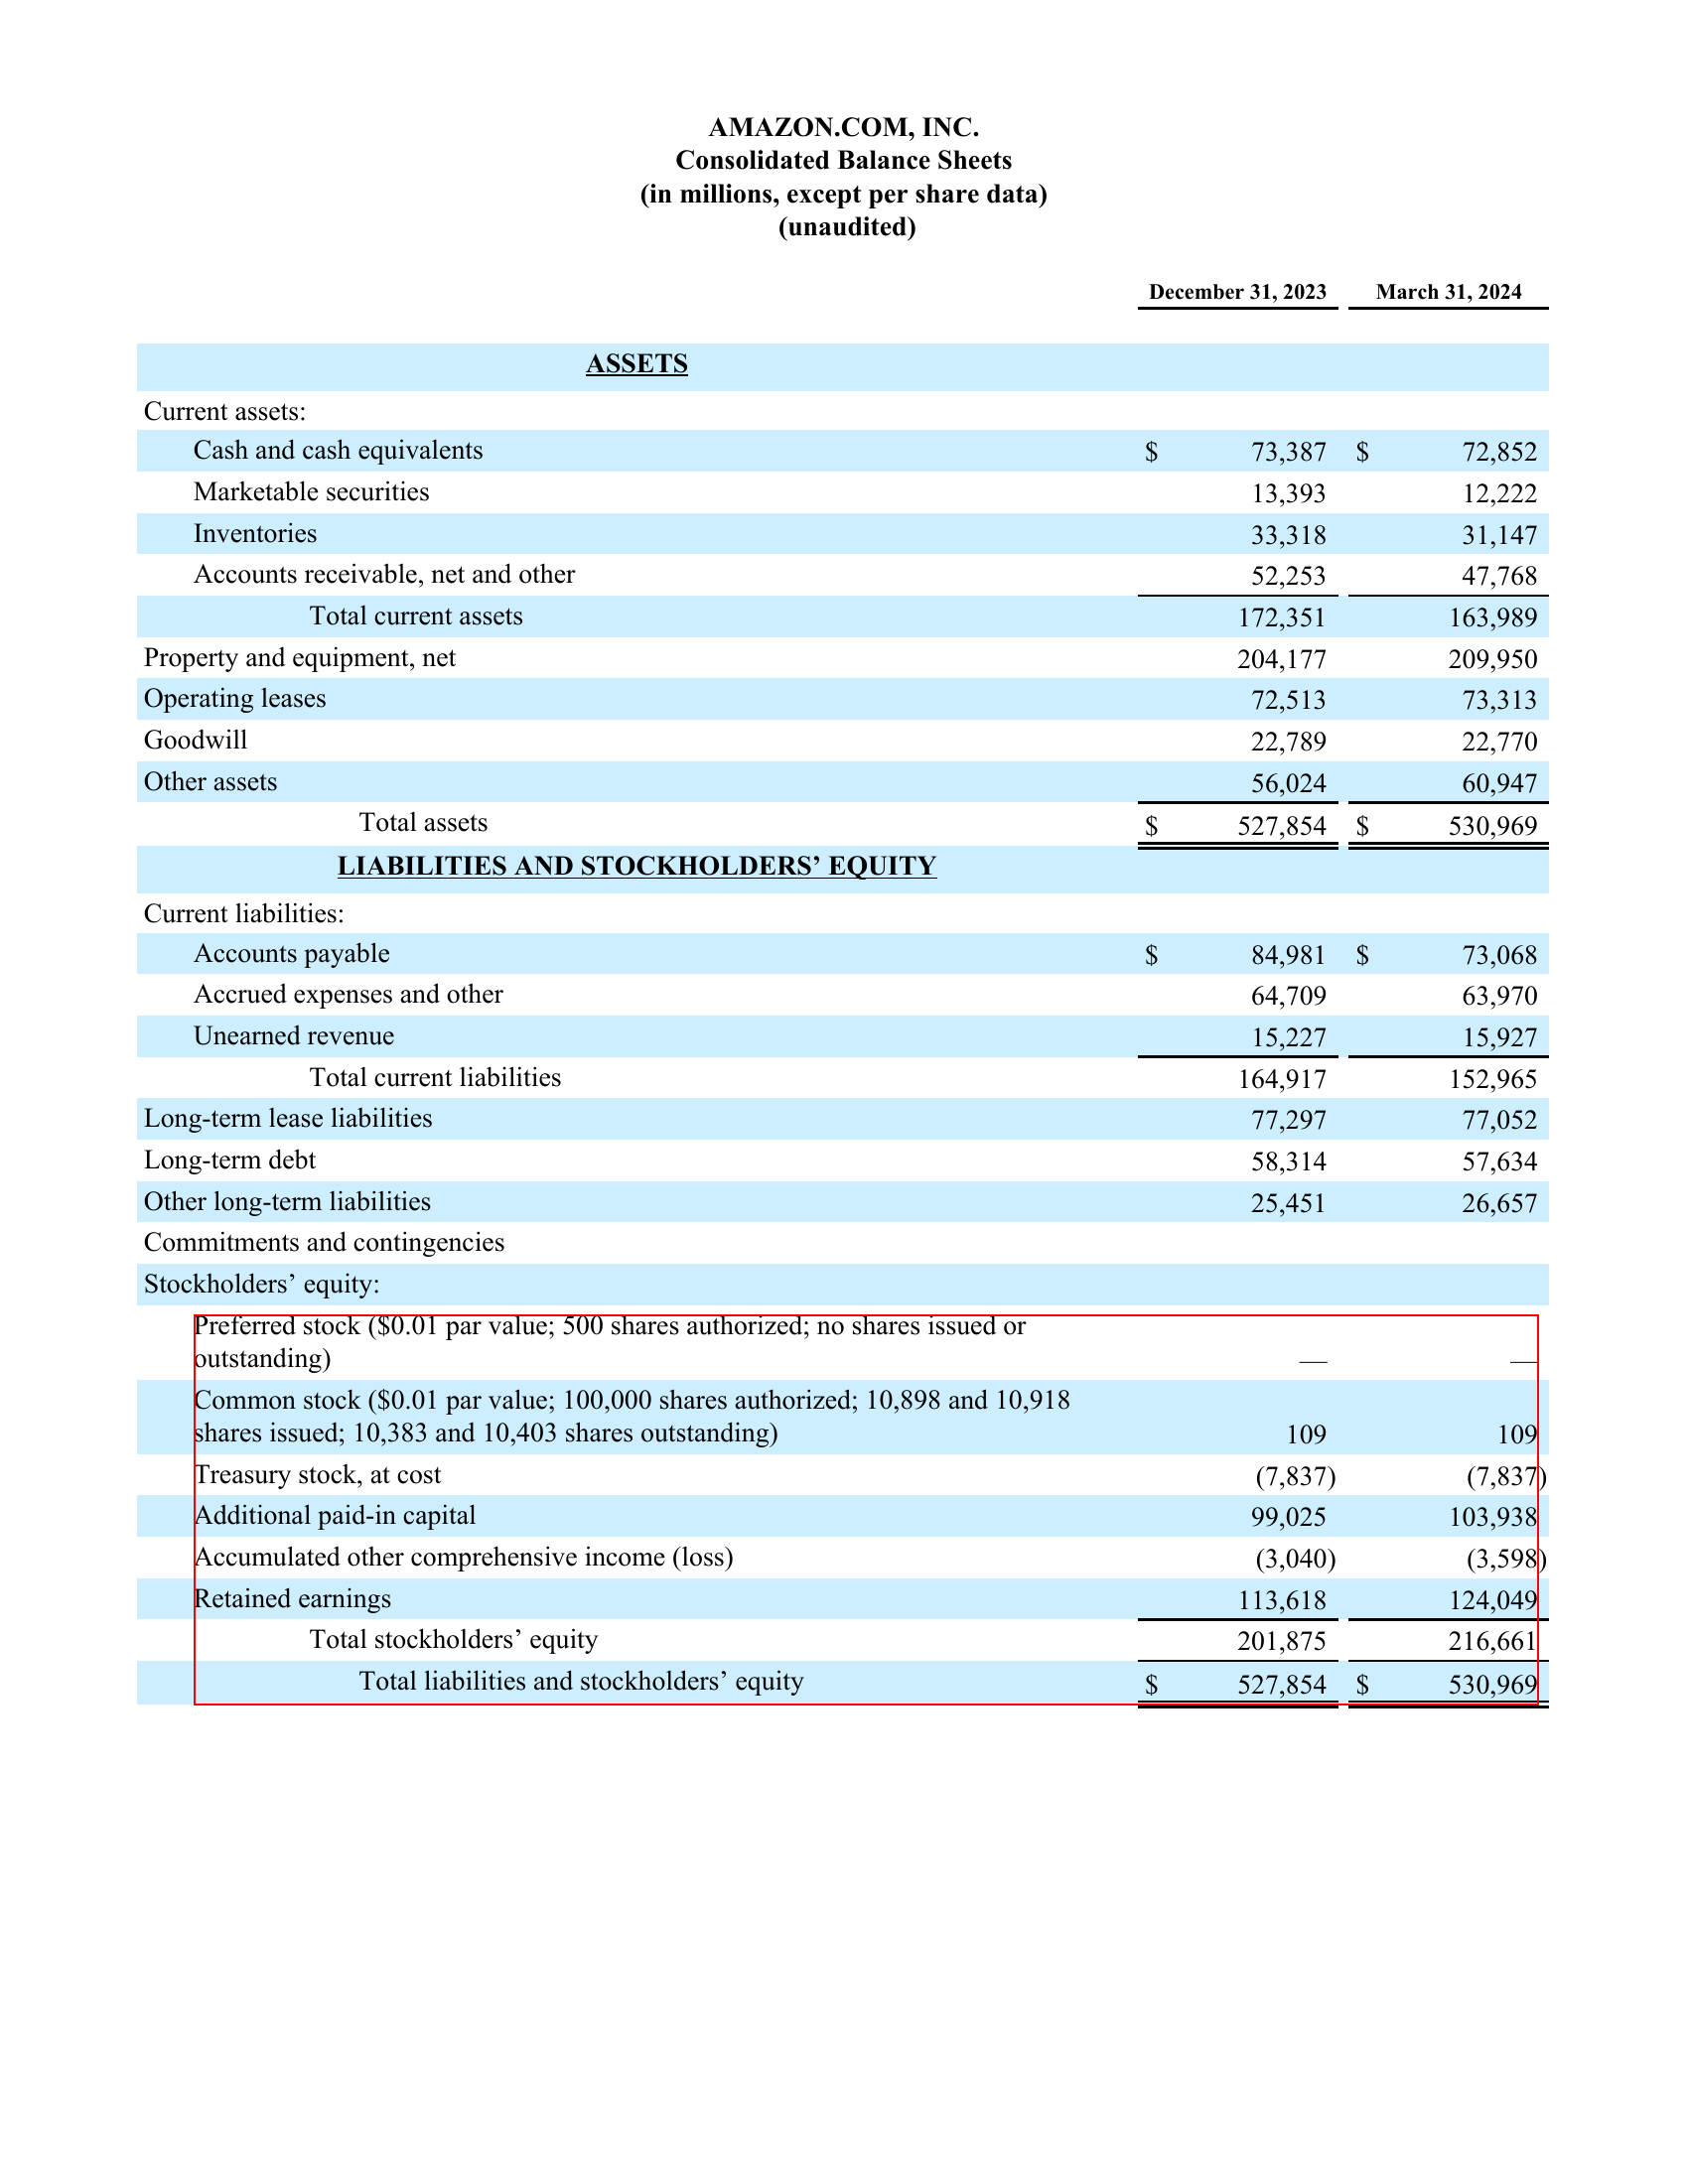 AMAZON.COM, INC.
Consolidated Balance Sheets
(in millions, except per share data)
(unaudited)
December 31, 2023 March 31, 2024
ASSETS
Current assets:
Cash and cash equivalents $ 73,387 $ 72,852
Marketable securities 13,393 12,222
Inventories 33,318 31,147
Accounts receivable, net and other 52,253 47,768
Total current assets 172,351 163,989
Property and equipment, net 204,177 209,950
Operating leases 72,513 73,313
Goodwill 22,789 22,770
Other assets 56,024 60,947
Total assets $ 527,854 $ 530,969
LIABILITIES AND STOCKHOLDERS’ EQUITY
Current liabilities:
Accounts payable $ 84,981 $ 73,068
Accrued expenses and other 64,709 63,970
Unearned revenue 15,227 15,927
Total current liabilities 164,917 152,965
Long-term lease liabilities 77,297 77,052
Long-term debt 58,314 57,634
Other long-term liabilities 25,451 26,657
Commitments and contingencies
Stockholders’ equity:
Preferred stock ($0.01 par value; 500 shares authorized; no shares issued or
outstanding) — —
Common stock ($0.01 par value; 100,000 shares authorized; 10,898 and 10,918
shares issued; 10,383 and 10,403 shares outstanding) 109 109
Treasury stock, at cost (7,837) (7,837)
Additional paid-in capital 99,025 103,938
Accumulated other comprehensive income (loss) (3,040) (3,598)
Retained earnings 113,618 124,049
Total stockholders’ equity 201,875 216,661
Total liabilities and stockholders’ equity $ 527,854 $ 530,969